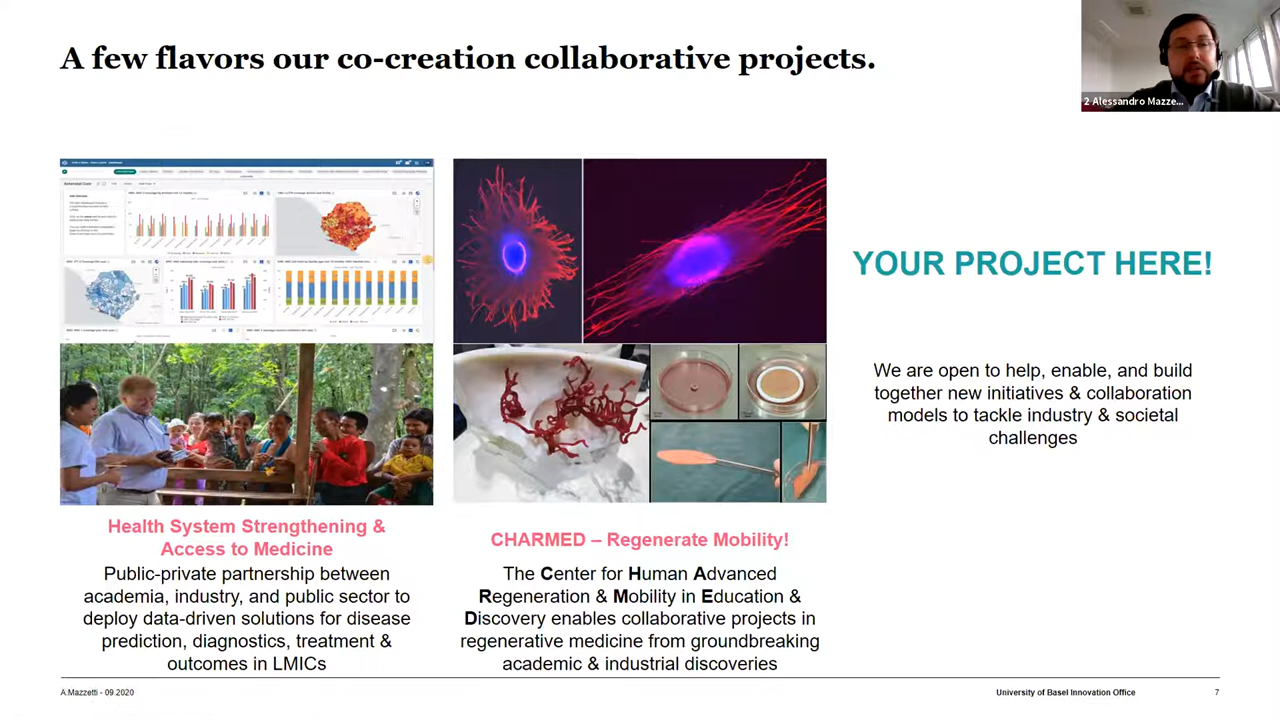 A few flavors our co-creation collaborative projects.
2 Alessandro Mazze...
YOUR PROJECT HERE!
We are open to help, enable, and build
together new initiatives & collaboration
models to tackle industry & societal
challenges
Health System Strengthening &
Access to Medicine
Public-private partnership between
academia, industry, and public sector to
deploy data-driven solutions for disease
prediction, diagnostics, treatment &
outcomes in LMICs
CHARMED – Regenerate Mobility!
The Center for Human Advanced
Regeneration & Mobility in Education &
Discovery enables collaborative projects in
regenerative medicine from groundbreaking
academic & industrial discoveries
A.Mazzetti - 09.2020
University of Basel Innovation Office
7